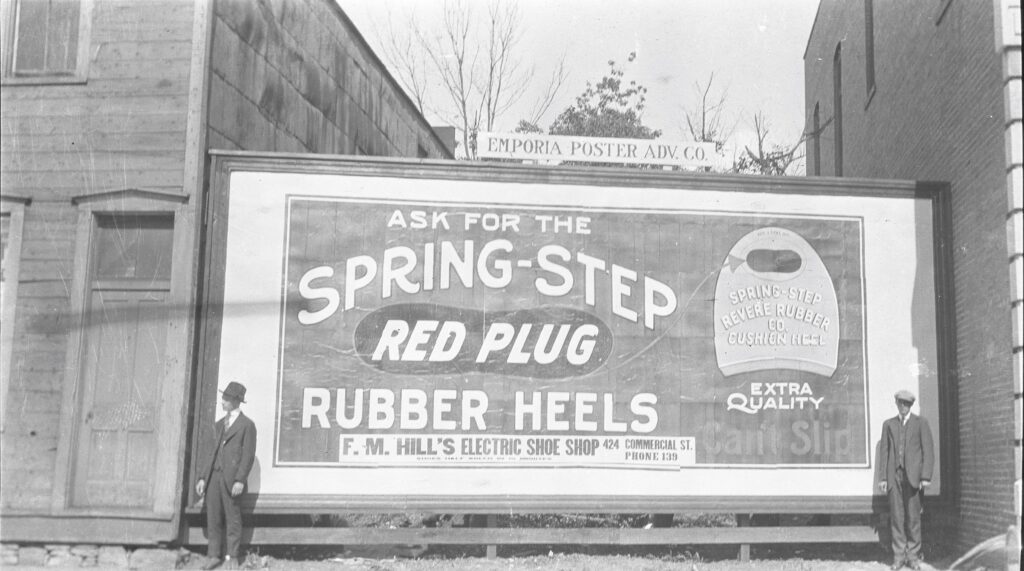 EMPORIA POSTER ADV. CO.
ASK FOR THE
SPRING-STEP
RED PLUG
RUBBER HEELS
F. M. HILL'S ELECTRIC SHOE SHOP 424 COMMERCIAL ST.
PHONE 139
SPRING-STEP
REVERE RUBBER
CO.
CUSHION HEEL
EXTRA
QUALITY
Can't Slip